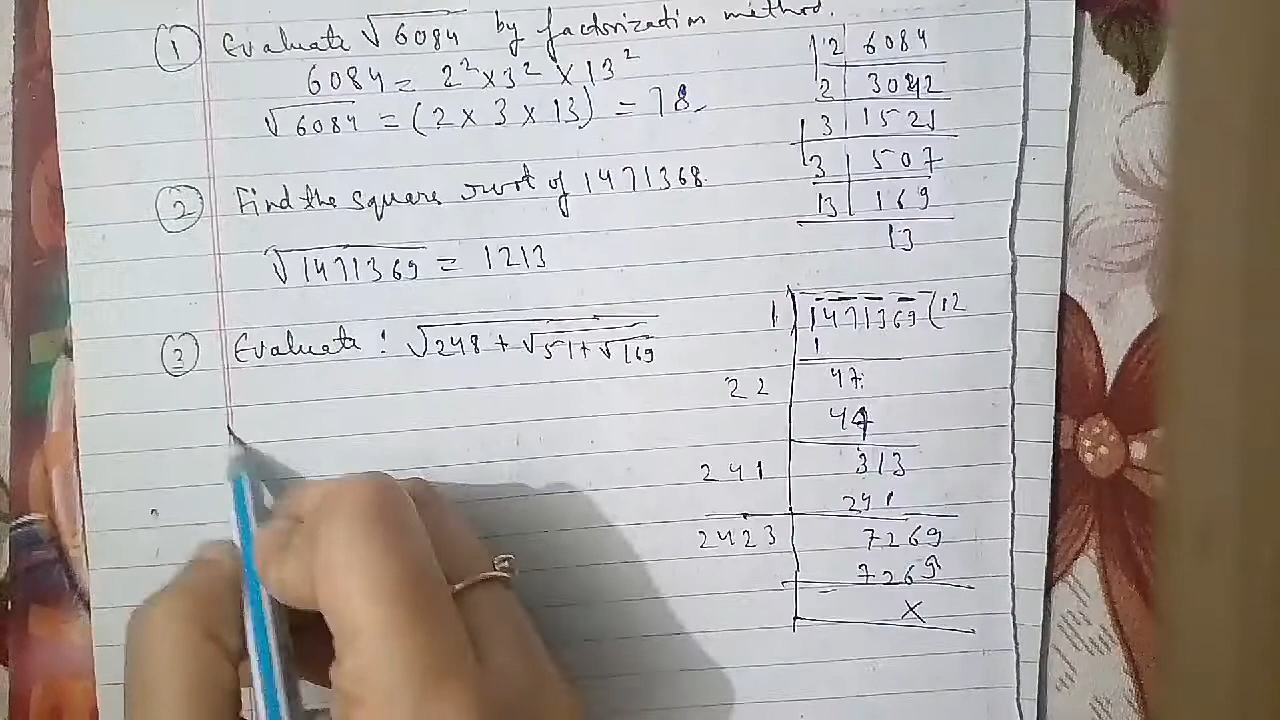 ① Evaluate √6084 by factorization method.
6084 = 2² × 3² × 13²
√6084 = (2 × 3 × 13) = 78
② Find the square root of 1471368.
√1471369 = 1213
③ Evaluate : √248 + √51 + √169
2 | 6084
2 | 3042
3 | 1521
3 | 507
13 | 169
13
1 | 1471369 (12
1
22 | 47
44
241 | 313
241
2423 | 7269
7269
×